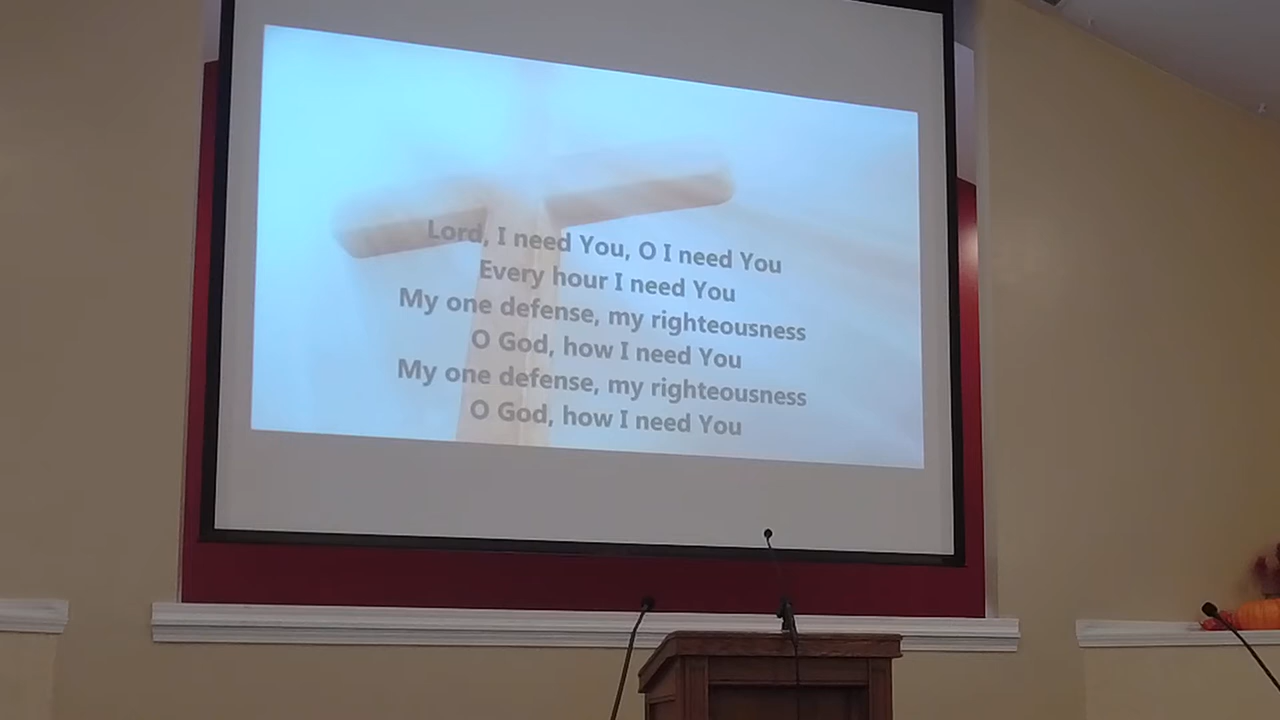 Lord, I need You, O I need You
Every hour I need You
My one defense, my righteousness
O God, how I need You
My one defense, my righteousness
O God, how I need You